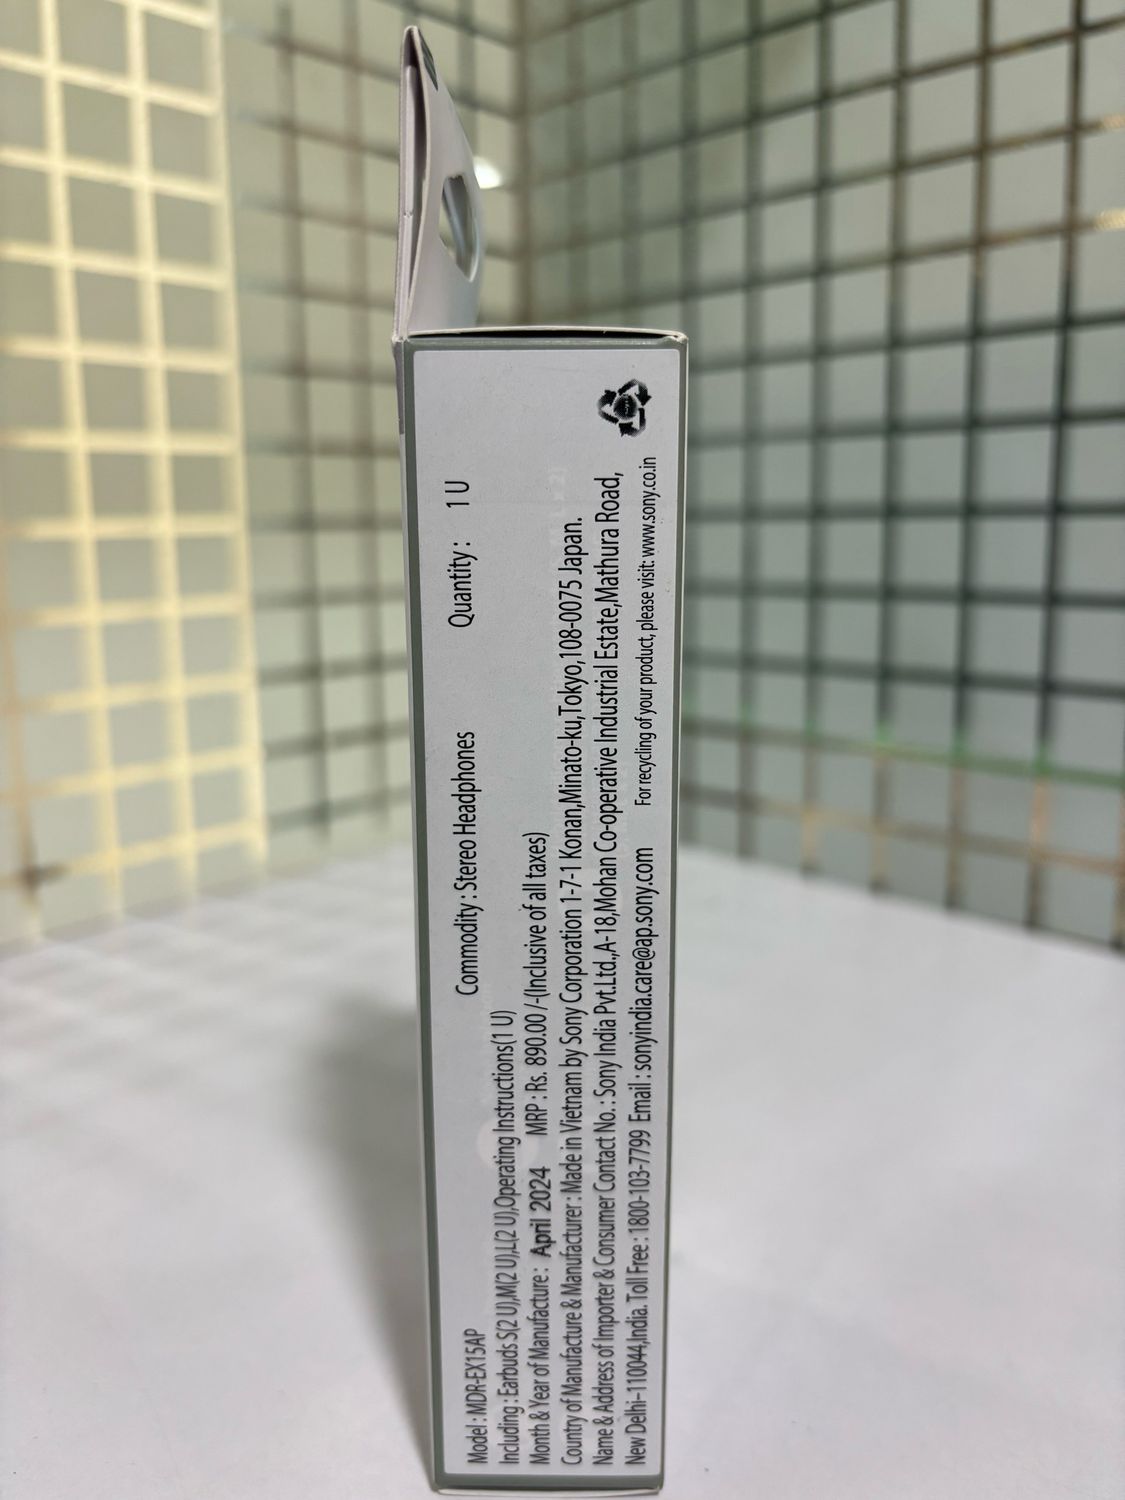 Model : MDR-EX15AP Commodity : Stereo Headphones Quantity : 1 U
Including : Earbuds S(2 U),M(2 U),L(2 U),Operating Instructions(1 U)
Month & Year of Manufacture : April 2024 MRP : Rs. 890.00 /-(Inclusive of all taxes)
Country of Manufacture & Manufacturer : Made in Vietnam by Sony Corporation 1-7-1 Konan,Minato-ku,Tokyo,108-0075 Japan.
Name & Address of Importer & Consumer Contact No. : Sony India Pvt.Ltd.,A-18,Mohan Co-operative Industrial Estate,Mathura Road,
New Delhi-110044,India. Toll Free : 1800-103-7799 Email : sonyindia.care@ap.sony.com For recycling of your product, please visit: www.sony.co.in